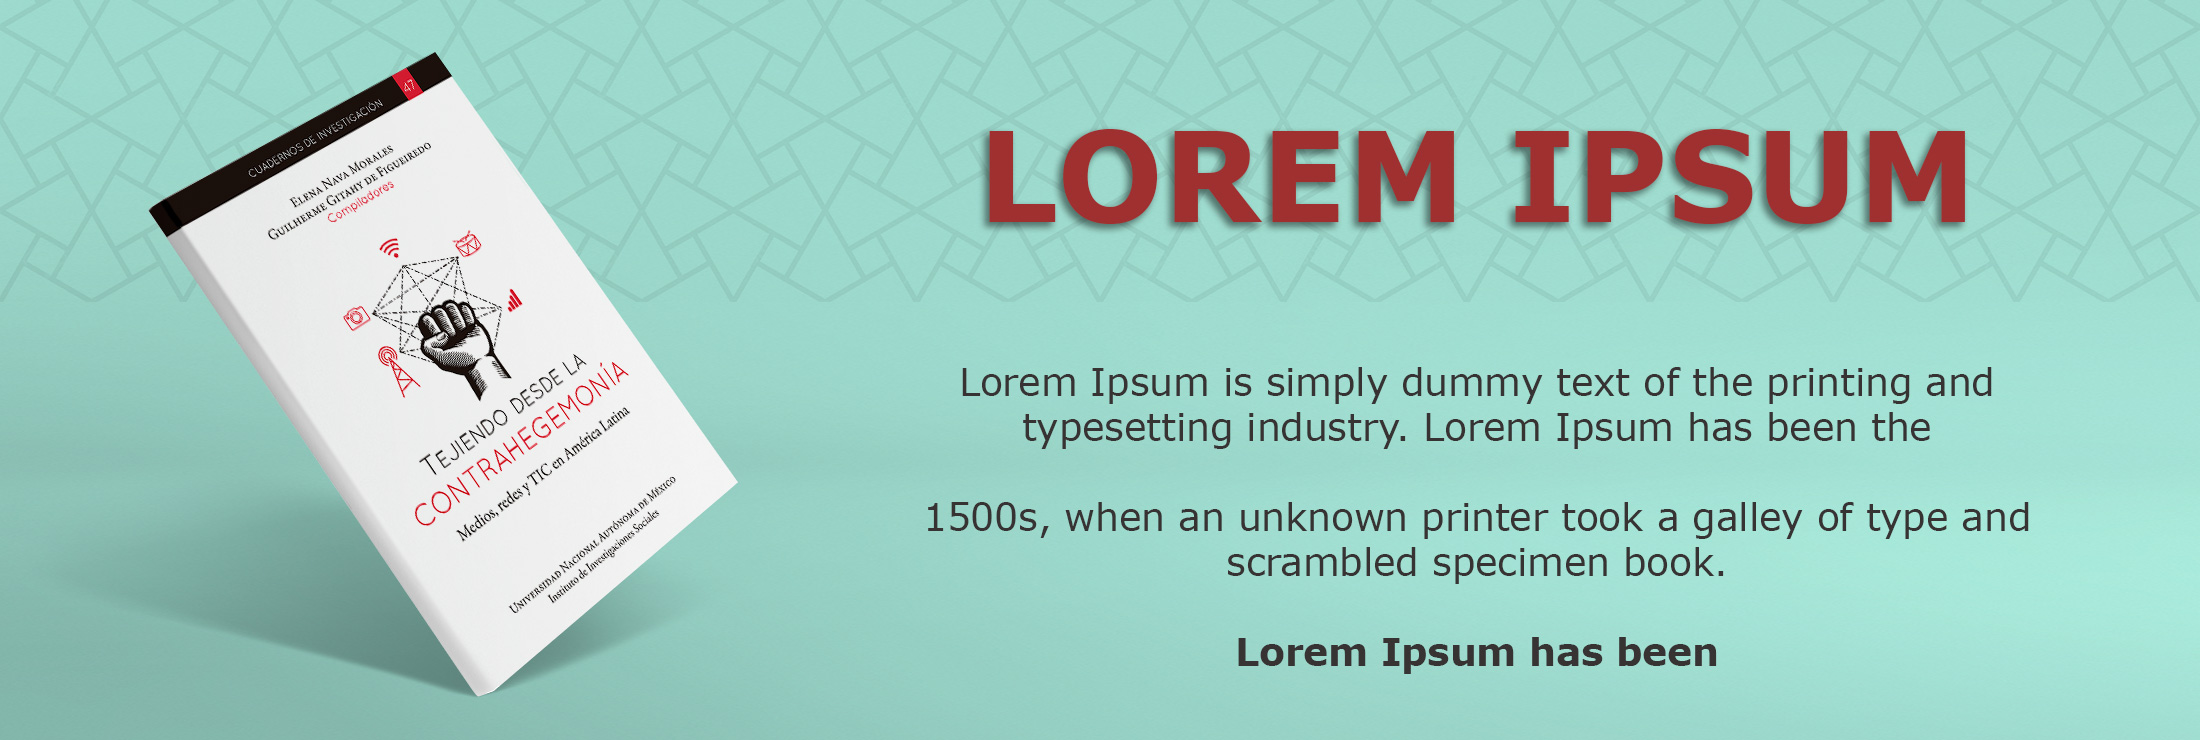 CUADERNOS DE INVESTIGACIÓN 47
ELENA NAVA MORALES
GUILHERME GITAHY DE FIGUEIREDO
Compiladores
TEJIENDO DESDE LA
CONTRAHEGEMONÍA
Medios, redes y TIC en América Latina
UNIVERSIDAD NACIONAL AUTÓNOMA DE MÉXICO
Instituto de Investigaciones Sociales
LOREM IPSUM
Lorem Ipsum is simply dummy text of the printing and
typesetting industry. Lorem Ipsum has been the
1500s, when an unknown printer took a galley of type and
scrambled specimen book.
Lorem Ipsum has been